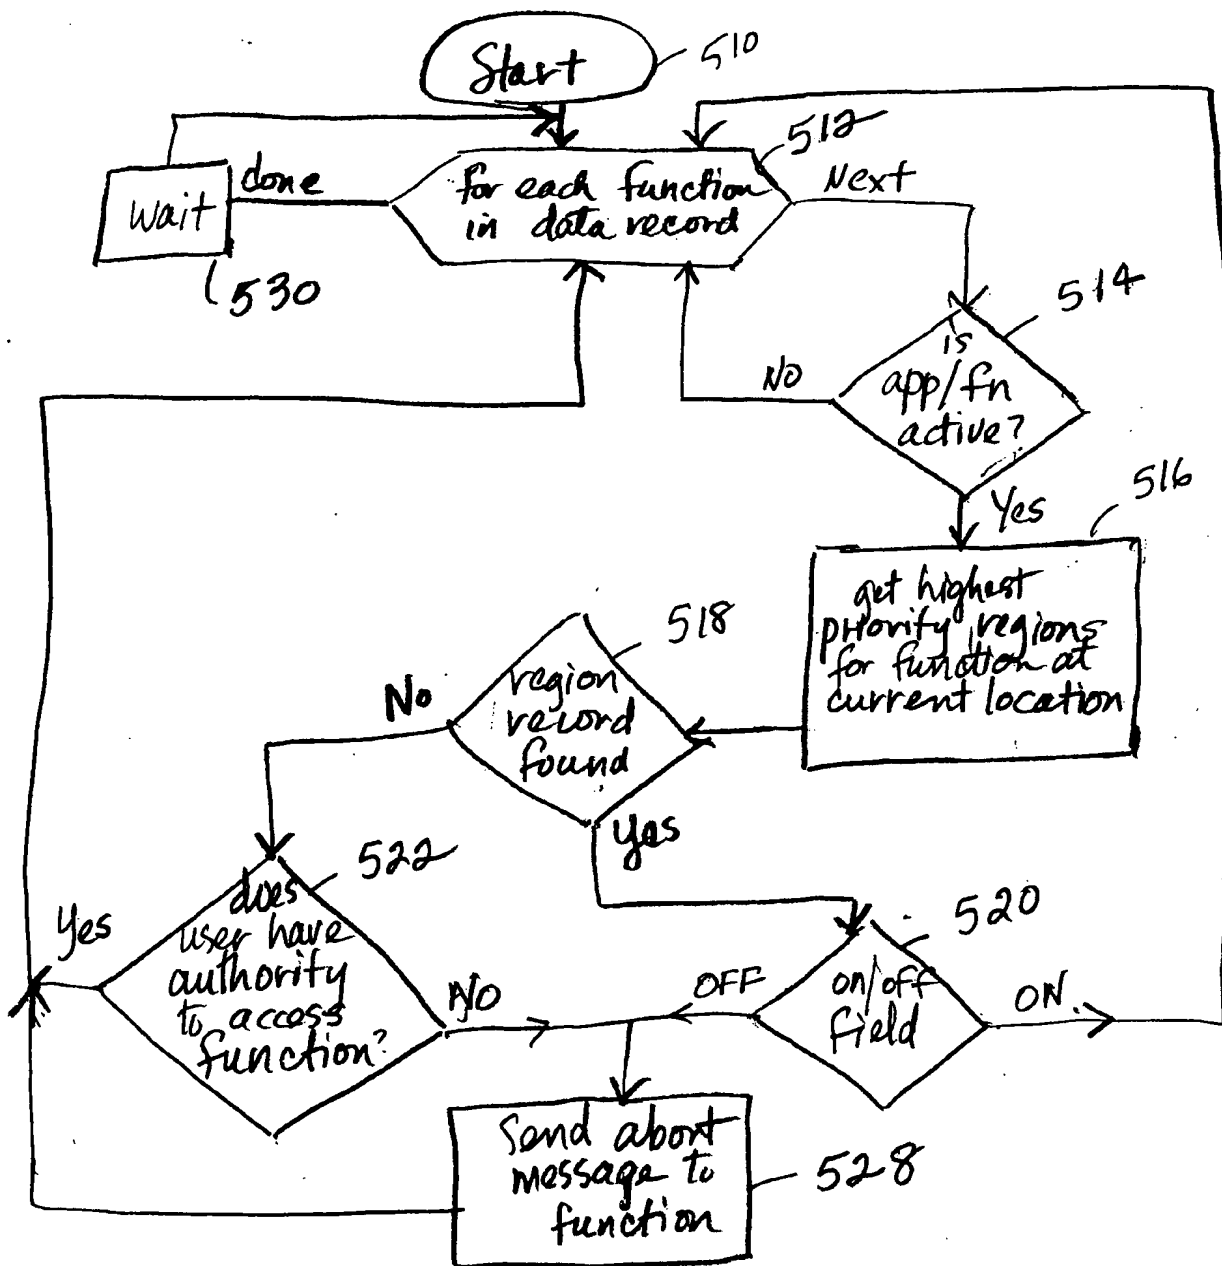 Start
510
512
for each function
in data record
done
Next
wait
530
514
is
app/fn
active?
No
Yes
516
get highest
priority regions
for function at
current location
518
region
record
found
No
yes
522
does
user have
authority
to access
function?
Yes
NO
520
on/off
field
OFF
ON
Send abort
message to
function
528